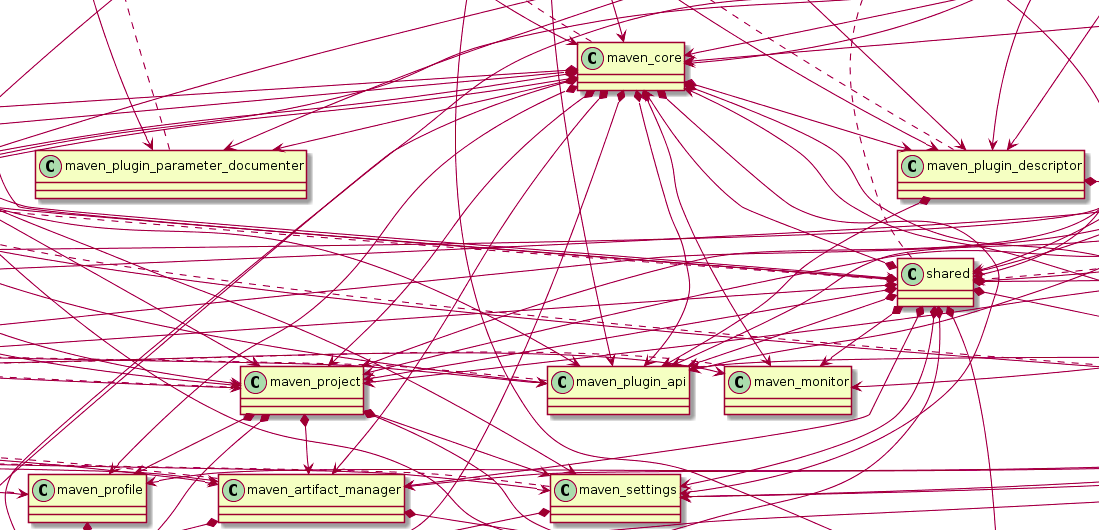 C maven_core
C maven_plugin_parameter_documenter
C maven_plugin_descriptor
C shared
C maven_project
C maven_plugin_api
C maven_monitor
C maven_profile
C maven_artifact_manager
C maven_settings